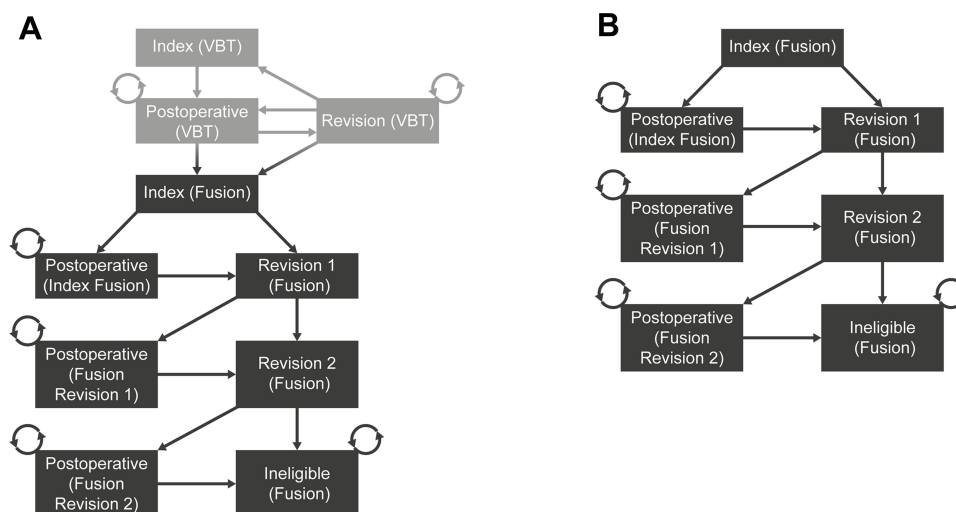 A
Index (VBT)
Postoperative
(VBT)
Revision (VBT)
Index (Fusion)
Postoperative
(Index Fusion)
Revision 1
(Fusion)
Postoperative
(Fusion
Revision 1)
Revision 2
(Fusion)
Postoperative
(Fusion
Revision 2)
Ineligible
(Fusion)
B
Index (Fusion)
Postoperative
(Index Fusion)
Revision 1
(Fusion)
Postoperative
(Fusion
Revision 1)
Revision 2
(Fusion)
Postoperative
(Fusion
Revision 2)
Ineligible
(Fusion)